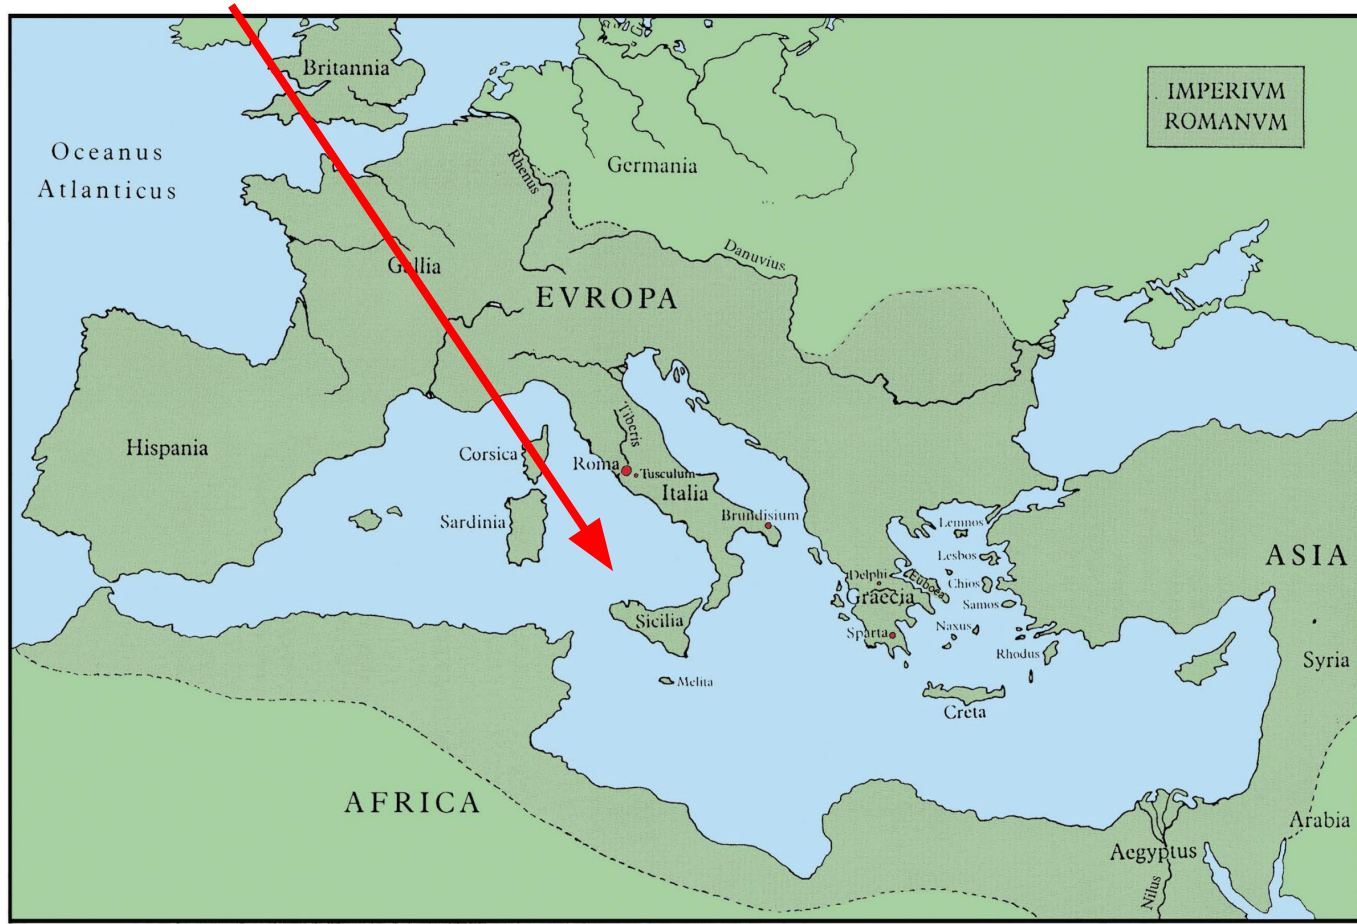 Britannia
IMPERIVM
ROMANVM
Oceanus
Atlanticus
Rhenus
Germania
Danuvius
Gallia
EVROPA
Hispania
Tiberis
Corsica
Roma
Tusculum
Italia
Sardinia
Brundisium
Lemnos
Lesbos
ASIA
Delphi
Euboea
Chios
Graecia
Samos
Sicilia
Sparta
Naxus
Rhodus
Syria
Melita
Creta
AFRICA
Arabia
Aegyptus
Nilus